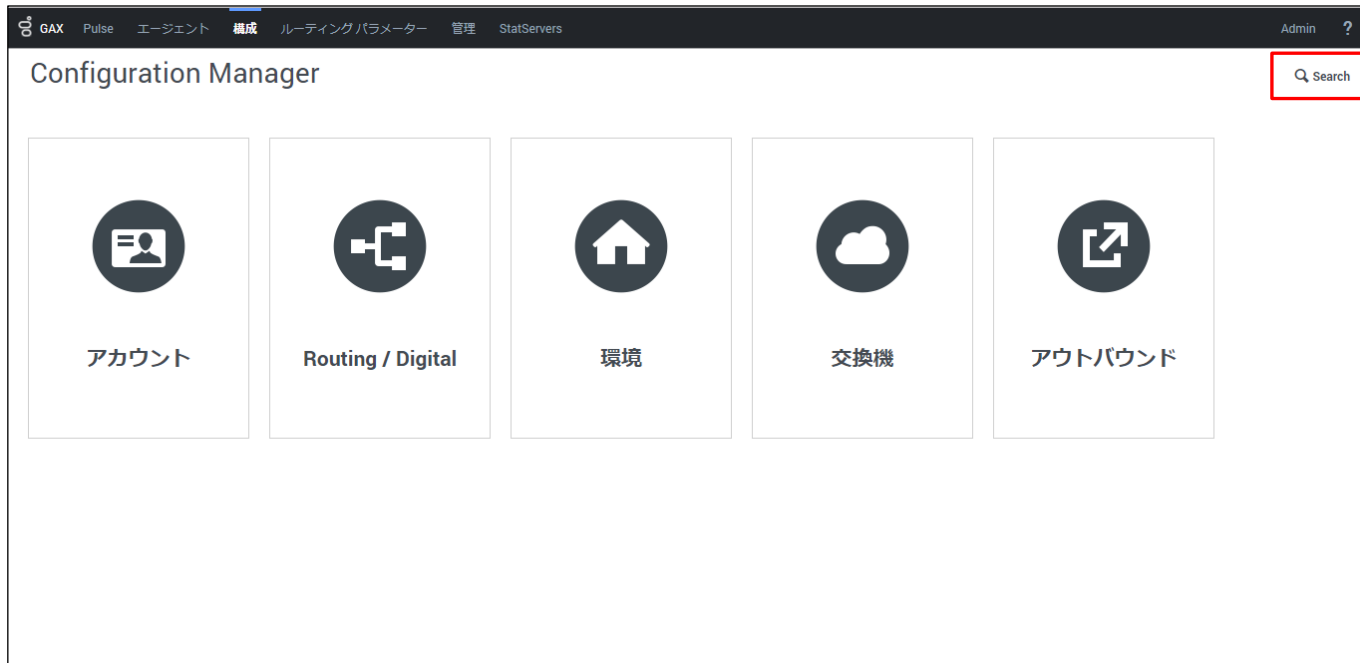 GAX Pulse エージェント 構成 ルーティング パラメーター 管理 StatServers Admin ?
Configuration Manager
Search
アカウント
Routing / Digital
環境
交換機
アウトバウンド